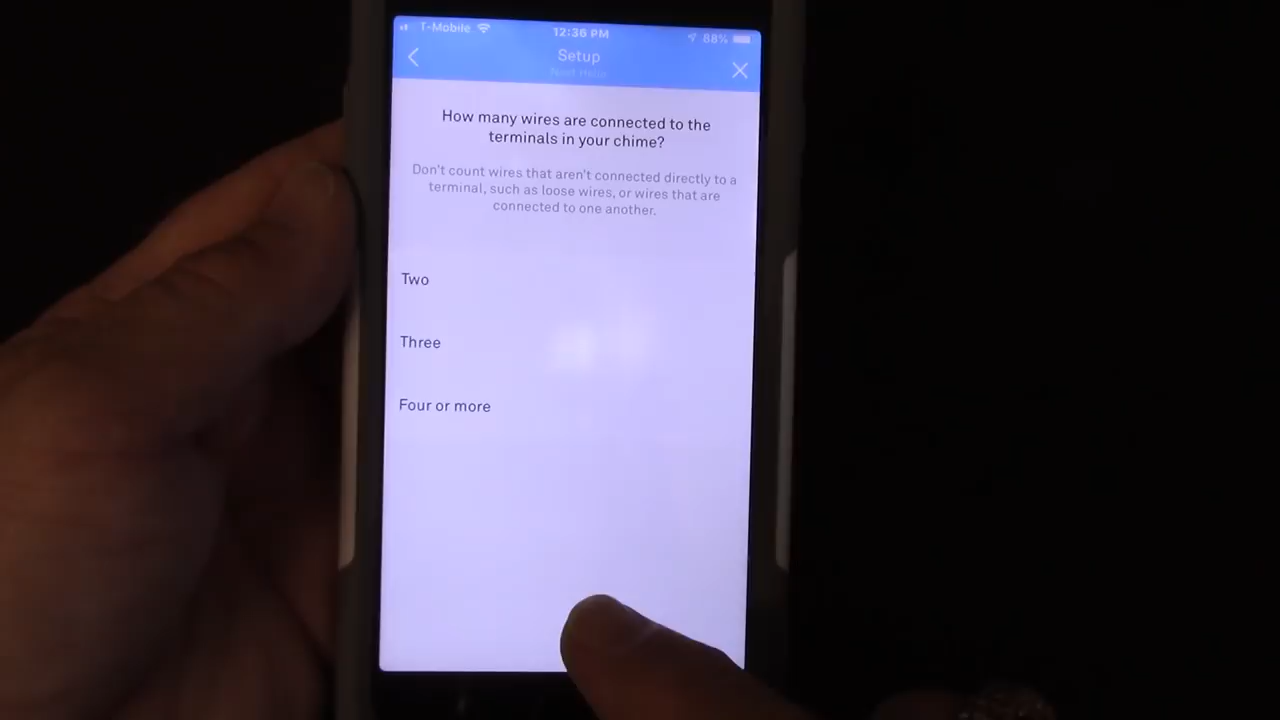 T-Mobile 12:36 PM 88%
Setup
Nest Hello
How many wires are connected to the
terminals in your chime?
Don't count wires that aren't connected directly to a
terminal, such as loose wires, or wires that are
connected to one another.
Two
Three
Four or more